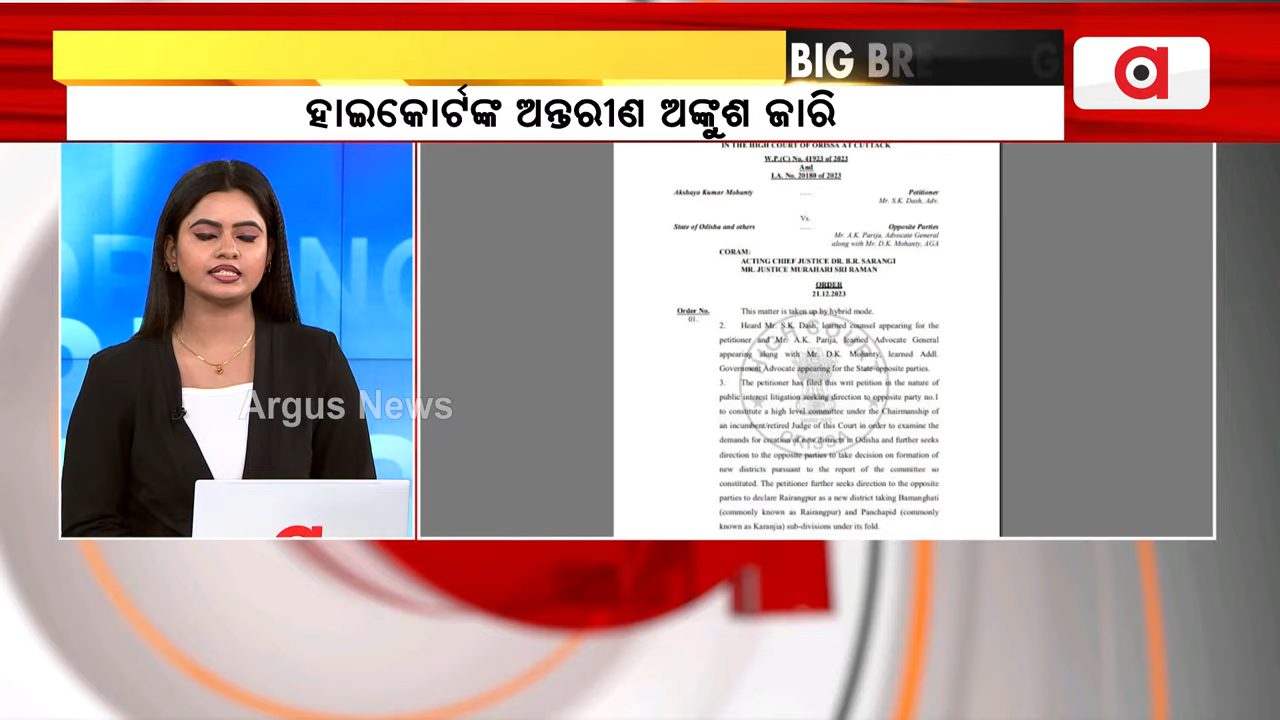 BIG BRE
ହାଇକୋର୍ଟଙ୍କ ଅନ୍ତରୀଣ ଅଙ୍କୁଶ ଜାରି
IN THE HIGH COURT OF ORISSA AT CUTTACK
W.P.(C) No. 41923 of 2023
And
I.A. No. 20180 of 2023
Akshaya Kumar Mohanty ..... Petitioner
Mr. S.K. Dash, Adv.
Vs.
State of Odisha and others ..... Opposite Parties
Mr. A.K. Parija, Advocate General
along with Mr. D.K. Mohanty, AGA
CORAM:
ACTING CHIEF JUSTICE DR. B.R. SARANGI
MR. JUSTICE MURAHARI SRI RAMAN
ORDER
21.12.2023
Order No. This matter is taken up by hybrid mode.
01.
2. Heard Mr. S.K. Dash, learned counsel appearing for the
petitioner and Mr. A.K. Parija, learned Advocate General
appearing along with Mr. D.K. Mohanty, learned Addl.
Government Advocate appearing for the State-opposite parties.
3. The petitioner has filed this writ petition in the nature of
public interest litigation seeking direction to opposite party no.1
to constitute a high level committee under the Chairmanship of
an incumbent/retired Judge of this Court in order to examine the
demands for creation of new districts in Odisha and further seeks
direction to the opposite parties to take decision on formation of
new districts pursuant to the report of the committee so
constituted. The petitioner further seeks direction to the opposite
parties to declare Rairangpur as a new district taking Bamanghati
(commonly known as Rairangpur) and Panchapid (commonly
known as Karanjia) sub-divisions under its fold.
HIGH COURT
ORISSA
Argus News